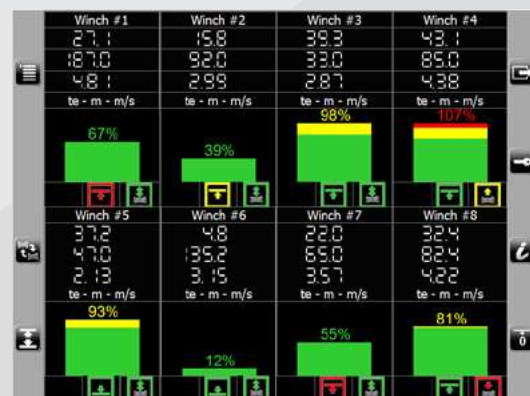 Winch #1 Winch #2 Winch #3 Winch #4
27.1 15.8 39.3 43.1
187.0 92.0 33.0 85.0
4.81 2.99 2.87 4.38
te - m - m/s te - m - m/s te - m - m/s te - m - m/s
67% 39% 98% 107%
Winch #5 Winch #6 Winch #7 Winch #8
37.2 4.8 22.0 32.4
47.0 135.2 65.0 82.4
2.13 3.15 3.57 4.22
te - m - m/s te - m - m/s te - m - m/s te - m - m/s
93% 12% 55% 81%
i
0